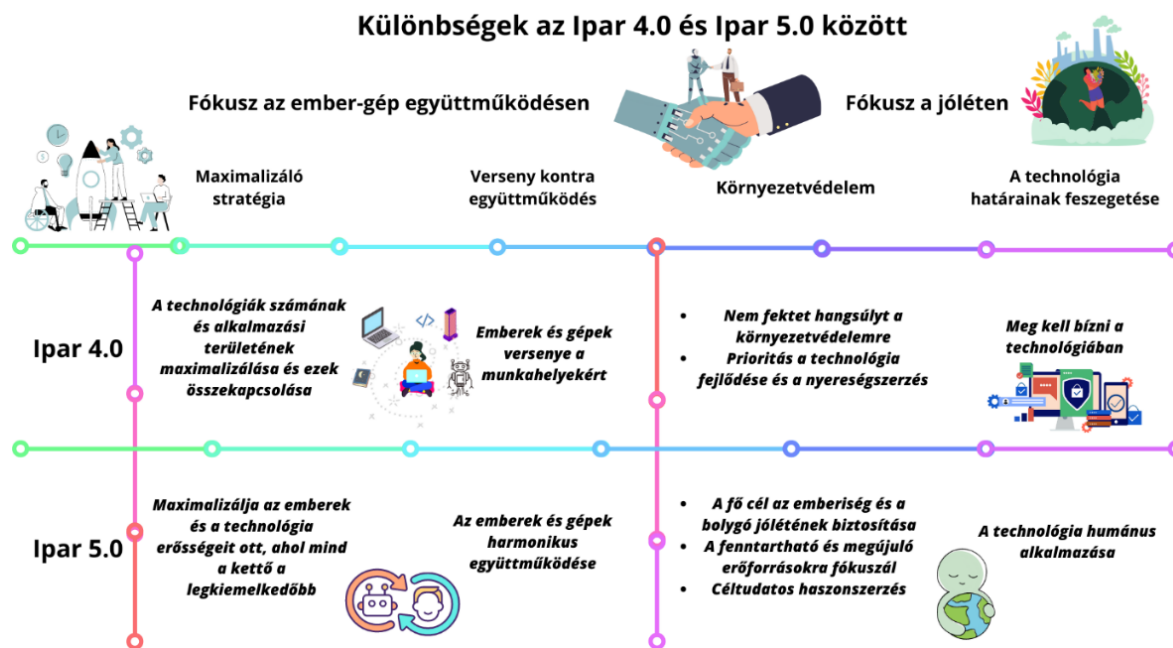 Különbségek az Ipar 4.0 és Ipar 5.0 között
Fókusz az ember-gép együttműködésen
Fókusz a jóléten
Maximalizáló
stratégia
Verseny kontra
együttműködés
Környezetvédelem
A technológia
határainak feszegetése
Ipar 4.0
A technológiák számának
és alkalmazási
területének
maximalizálása és ezek
összekapcsolása
Emberek és gépek
versenye a
munkahelyekért
• Nem fektet hangsúlyt a
környezetvédelemre
• Prioritás a technológia
fejlődése és a nyereségszerzés
Meg kell bízni a
technológiában
Ipar 5.0
Maximalizálja az emberek
és a technológia
erősségeit ott, ahol mind
a kettő a
legkiemelkedőbb
Az emberek és gépek
harmonikus
együttműködése
• A fő cél az emberiség és a
bolygó jólétének biztosítása
• A fenntartható és megújuló
erőforrásokra fókuszál
• Céltudatos haszonszerzés
A technológia humánus
alkalmazása